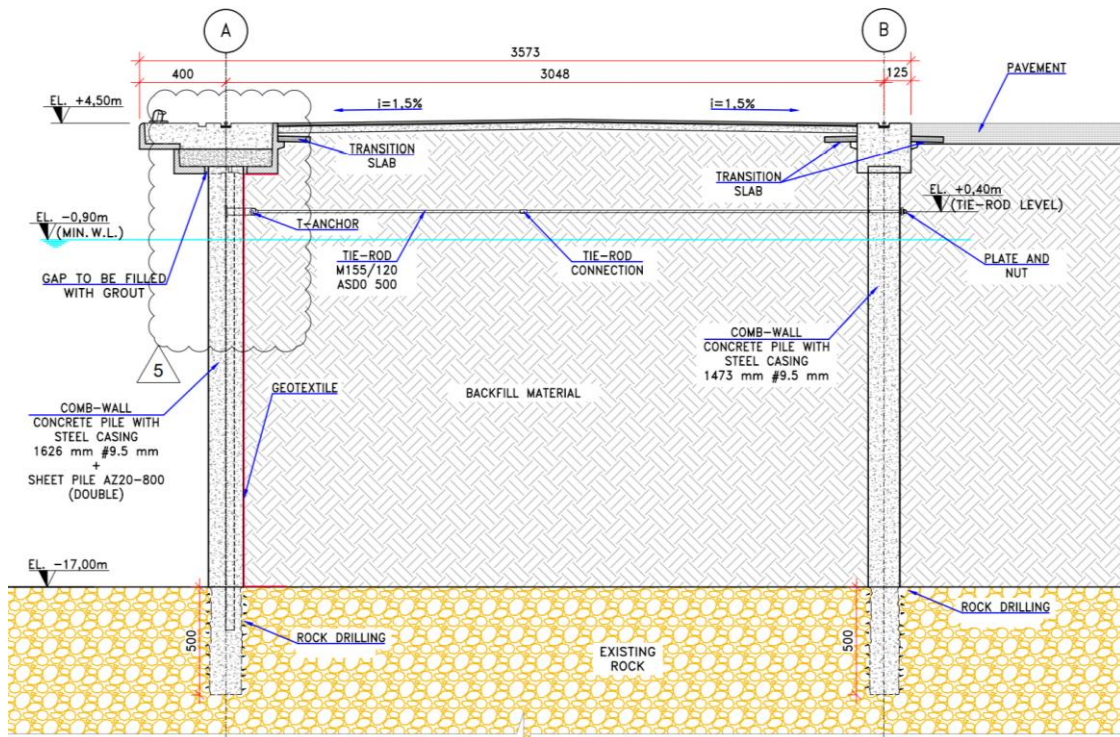 A
B
3573
400
3048
125
PAVEMENT
EL. +4,50m
i=1.5%
i=1.5%
TRANSITION
SLAB
TRANSITION
SLAB
EL. +0,40m
(TIE-ROD LEVEL)
EL. -0,90m
(MIN.W.L.)
T-ANCHOR
GAP TO BE FILLED
WITH GROUT
TIE-ROD
M155/120
ASDO 500
TIE-ROD
CONNECTION
PLATE AND
NUT
5
COMB-WALL
CONCRETE PILE WITH
STEEL CASING
1473 mm #9.5 mm
GEOTEXTILE
BACKFILL MATERIAL
COMB-WALL
CONCRETE PILE WITH
STEEL CASING
1626 mm #9.5 mm
+
SHEET PILE AZ20-800
(DOUBLE)
EL. -17,00m
500
ROCK DRILLING
EXISTING
ROCK
500
ROCK DRILLING